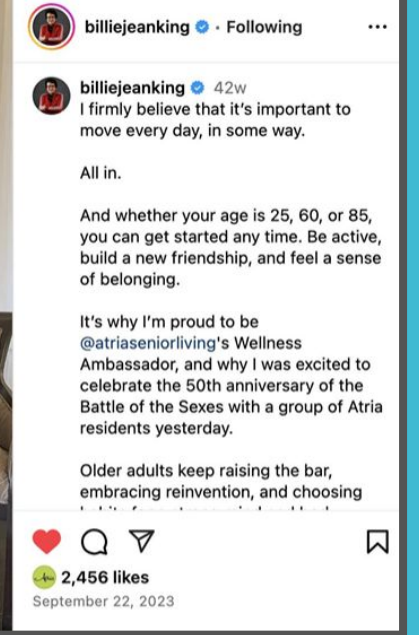 billiejeanking · Following
billiejeanking 42w
I firmly believe that it's important to
move every day, in some way.
All in.
And whether your age is 25, 60, or 85,
you can get started any time. Be active,
build a new friendship, and feel a sense
of belonging.
It's why I'm proud to be
@atriaseniorliving's Wellness
Ambassador, and why I was excited to
celebrate the 50th anniversary of the
Battle of the Sexes with a group of Atria
residents yesterday.
Older adults keep raising the bar,
embracing reinvention, and choosing
2,456 likes
September 22, 2023